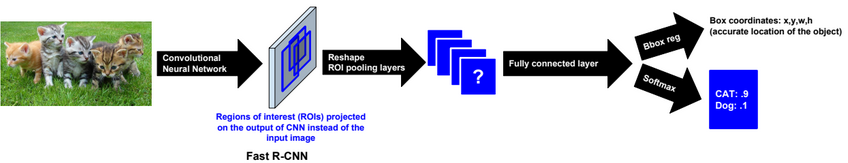 Convolutional
Neural Network
Regions of interest (ROIs) projected
on the output of CNN instead of the
input image
Fast R-CNN
Reshape
ROI pooling layers
?
Fully connected layer
Bbox reg
Softmax
Box coordinates: x,y,w,h
(accurate location of the object)
CAT: .9
Dog: .1